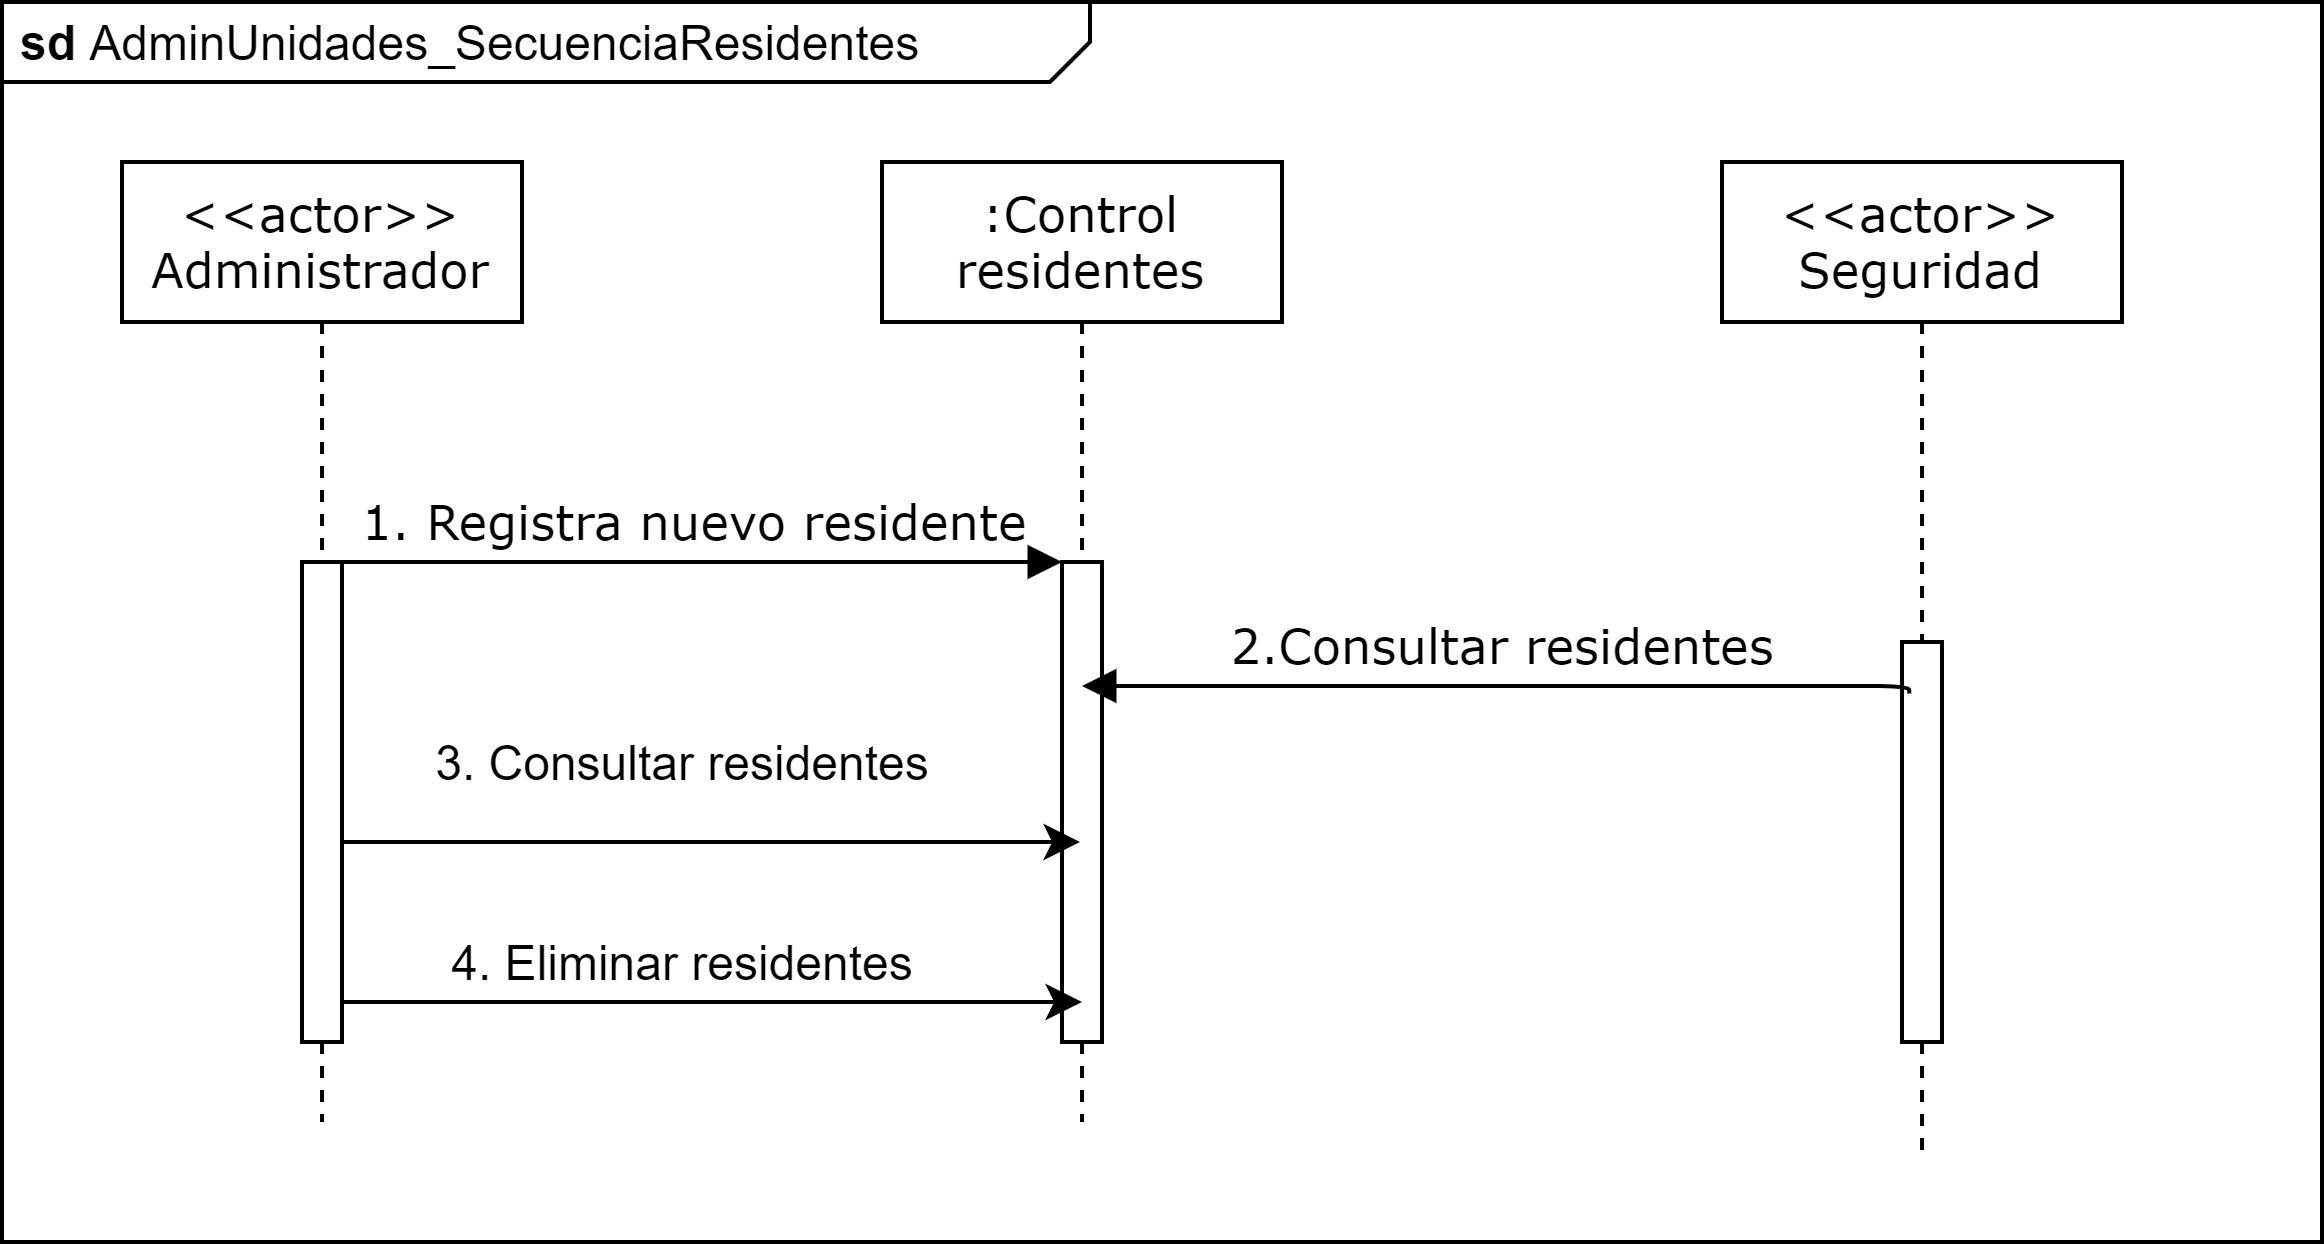 sd AdminUnidades_SecuenciaResidentes
<<actor>>
Administrador
:Control
residentes
<<actor>>
Seguridad
1. Registra nuevo residente
2.Consultar residentes
3. Consultar residentes
4. Eliminar residentes